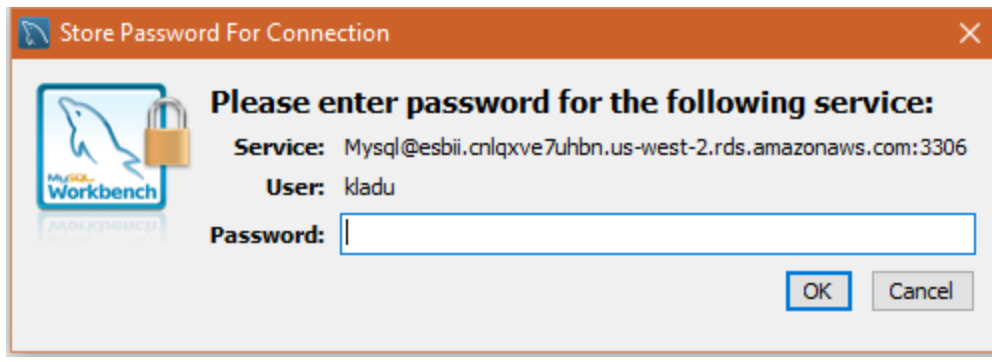 Store Password For Connection
Please enter password for the following service:
Service: Mysql@esbii.cnlqxve7uhbn.us-west-2.rds.amazonaws.com:3306
User: kladu
MySQL
Workbench
Password:
OK Cancel